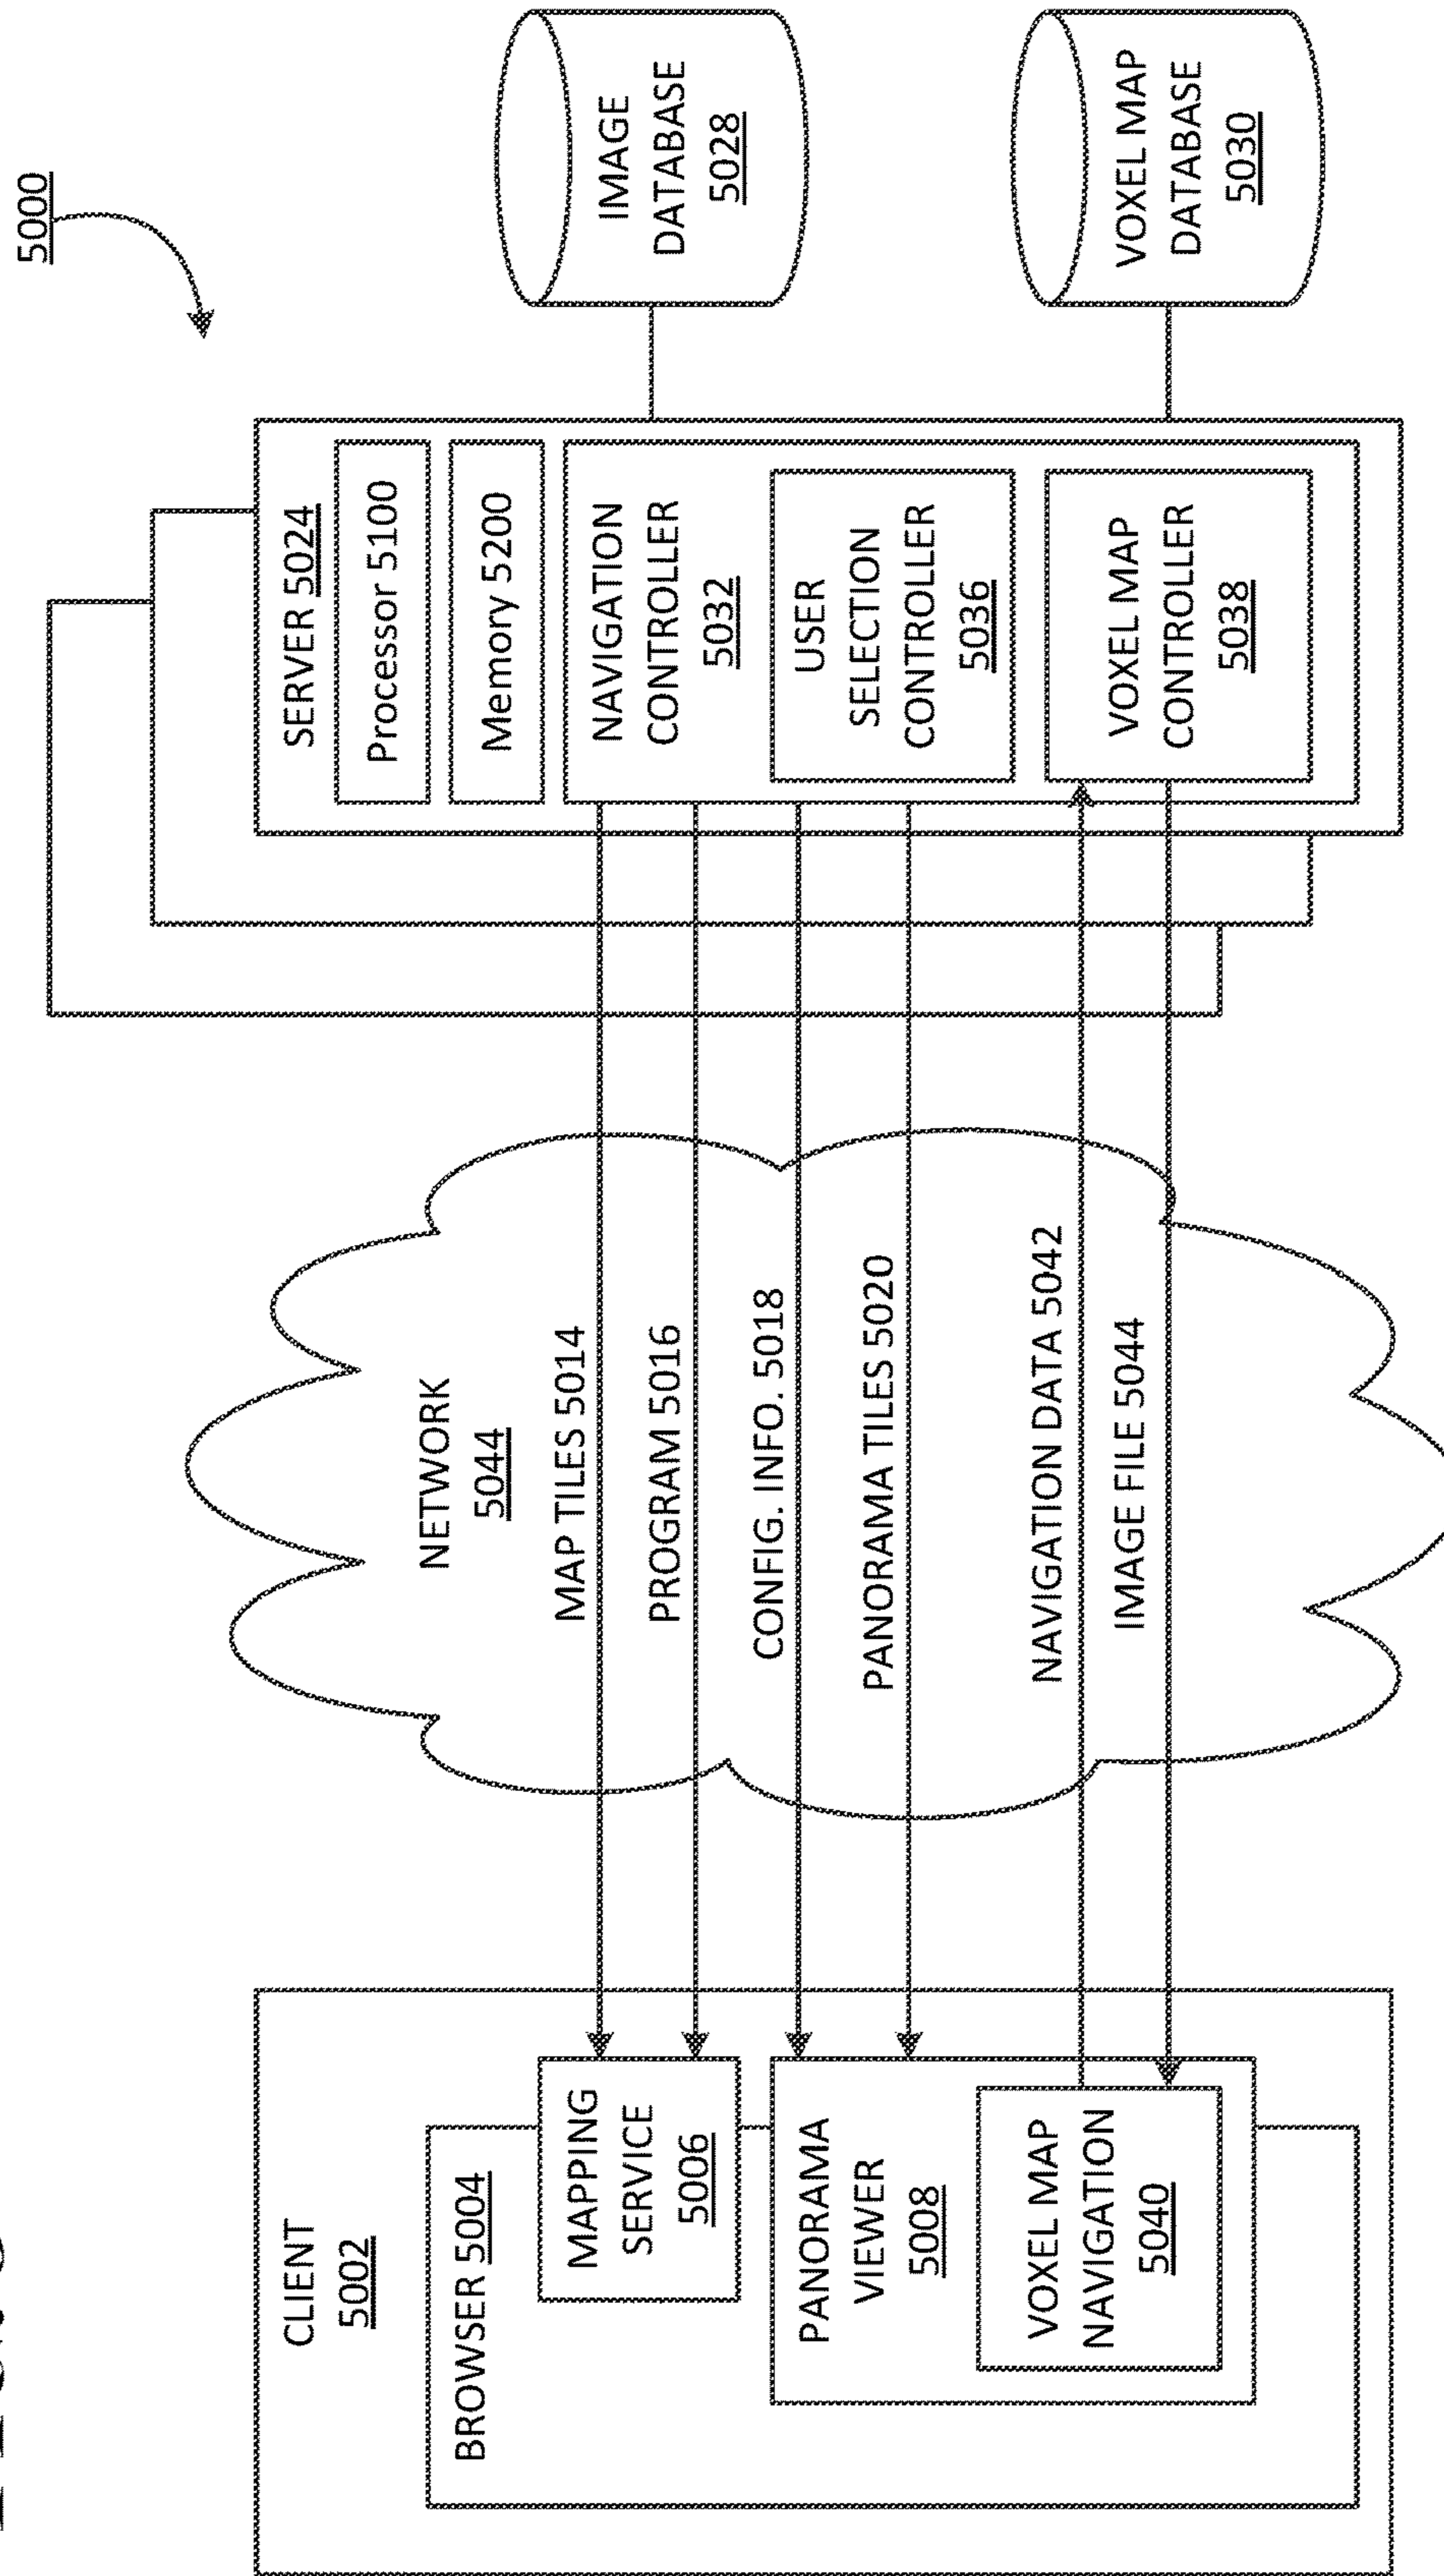 5000
CLIENT
5002
BROWSER 5004
MAPPING
SERVICE
5006
PANORAMA
VIEWER
5008
VOXEL MAP
NAVIGATION
5040
NETWORK
5044
MAP TILES 5014
PROGRAM 5016
CONFIG. INFO. 5018
PANORAMA TILES 5020
NAVIGATION DATA 5042
IMAGE FILE 5044
SERVER 5024
Processor 5100
Memory 5200
NAVIGATION
CONTROLLER
5032
USER
SELECTION
CONTROLLER
5036
VOXEL MAP
CONTROLLER
5038
IMAGE
DATABASE
5028
VOXEL MAP
DATABASE
5030